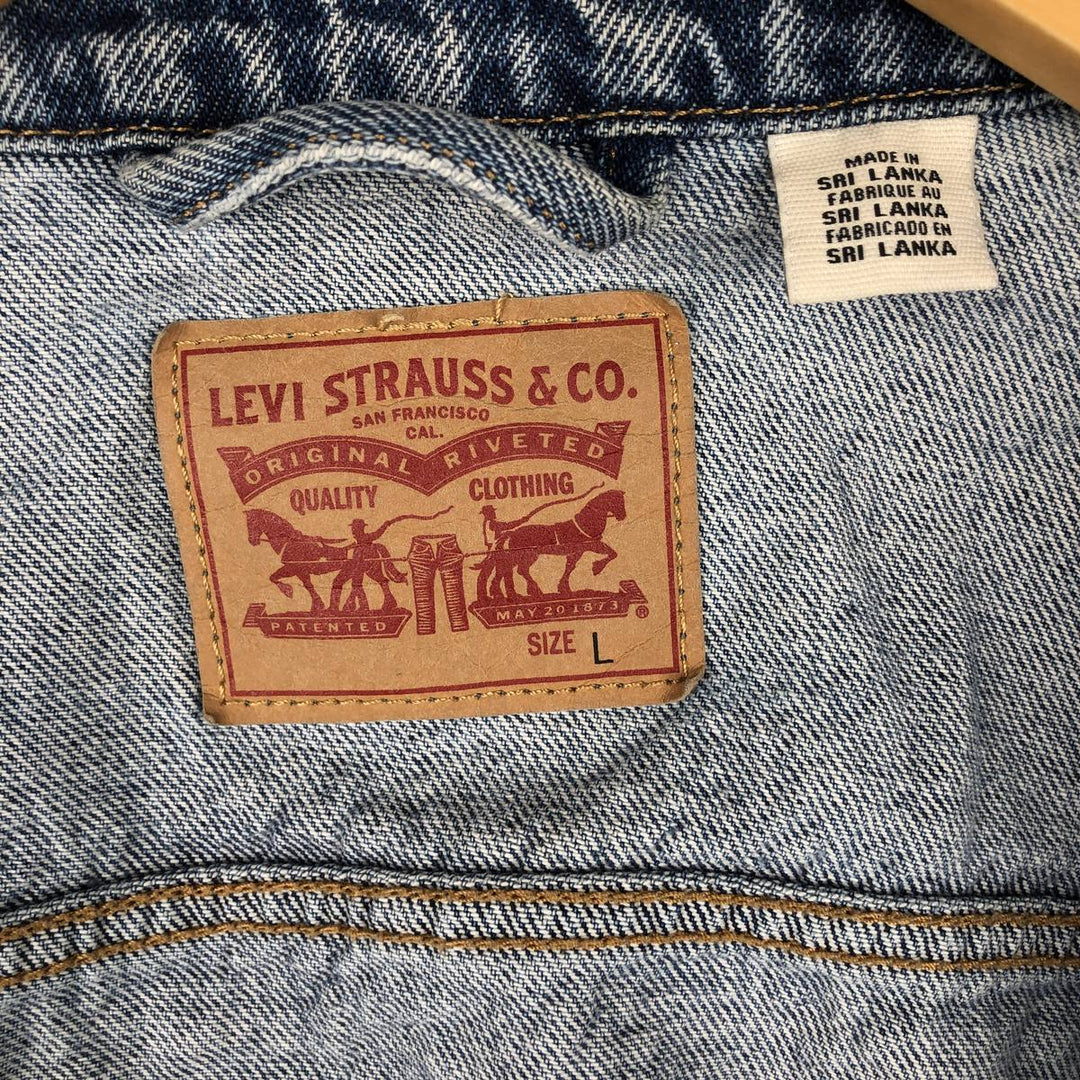 MADE IN
SRI LANKA
FABRIQUE AU
SRI LANKA
FABRICADO EN
SRI LANKA
LEVI STRAUSS & CO.
SAN FRANCISCO
CAL.
ORIGINAL RIVETED
QUALITY CLOTHING
PATENTED MAY 20 1873 ®
SIZE L